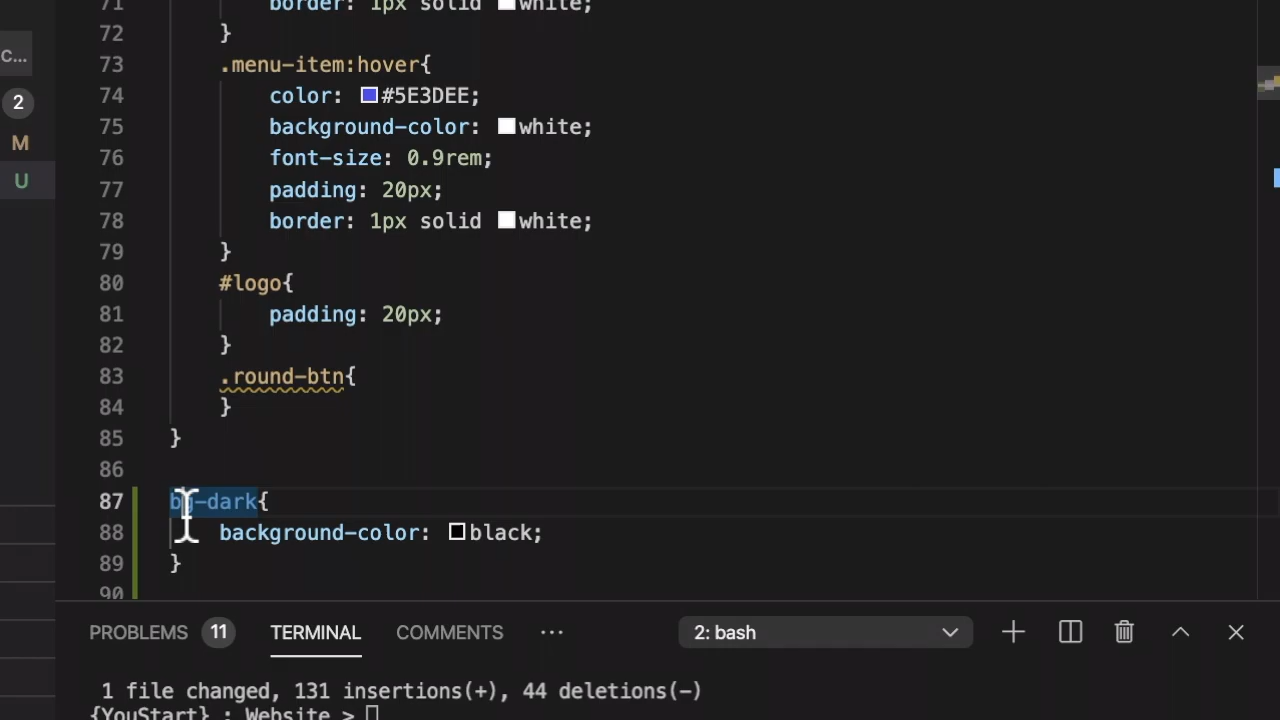 71 border: 1px solid white;
72 }
C... 73 .menu-item:hover{
74 color: #5E3DEE;
2 75 background-color: white;
M 76 font-size: 0.9rem;
U 77 padding: 20px;
78 border: 1px solid white;
79 }
80 #logo{
81 padding: 20px;
82 }
83 .round-btn{
84 }
85 }
86
87 bg-dark{
88 background-color: black;
89 }
90
PROBLEMS 11 TERMINAL COMMENTS ... 2: bash
1 file changed, 131 insertions(+), 44 deletions(-)
{YouStart} : Website >